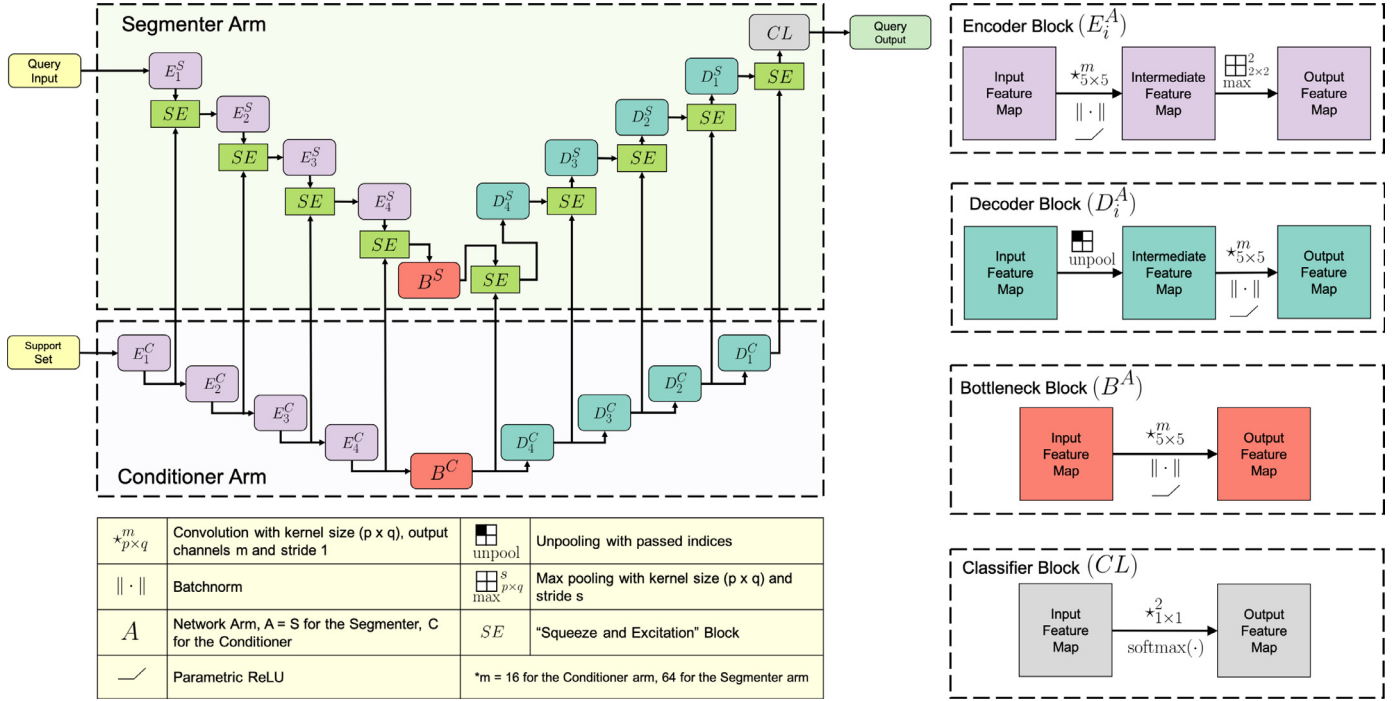 Segmenter Arm
Query
Input
E_1^S
SE
E_2^S
SE
E_3^S
SE
E_4^S
SE
B^S
SE
D_4^S
SE
D_3^S
SE
D_2^S
SE
D_1^S
SE
CL
Query
Output
Support
Set
E_1^C
E_2^C
E_3^C
E_4^C
B^C
D_4^C
D_3^C
D_2^C
D_1^C
Conditioner Arm
⋆_{p×q}^m
Convolution with kernel size (p x q), output
channels m and stride 1
unpool
Unpooling with passed indices
‖·‖
Batchnorm
max p×q s
Max pooling with kernel size (p x q) and
stride s
A
Network Arm, A = S for the Segmenter, C
for the Conditioner
SE
“Squeeze and Excitation” Block
Parametric ReLU
*m = 16 for the Conditioner arm, 64 for the Segmenter arm
Encoder Block (E_i^A)
Input
Feature
Map
⋆_{5×5}^m
‖·‖
Intermediate
Feature
Map
2
2×2
max
Output
Feature
Map
Decoder Block (D_i^A)
Input
Feature
Map
unpool
Intermediate
Feature
Map
⋆_{5×5}^m
‖·‖
Output
Feature
Map
Bottleneck Block (B^A)
Input
Feature
Map
⋆_{5×5}^m
‖·‖
Output
Feature
Map
Classifier Block (CL)
Input
Feature
Map
⋆_{1×1}^2
softmax(·)
Output
Feature
Map